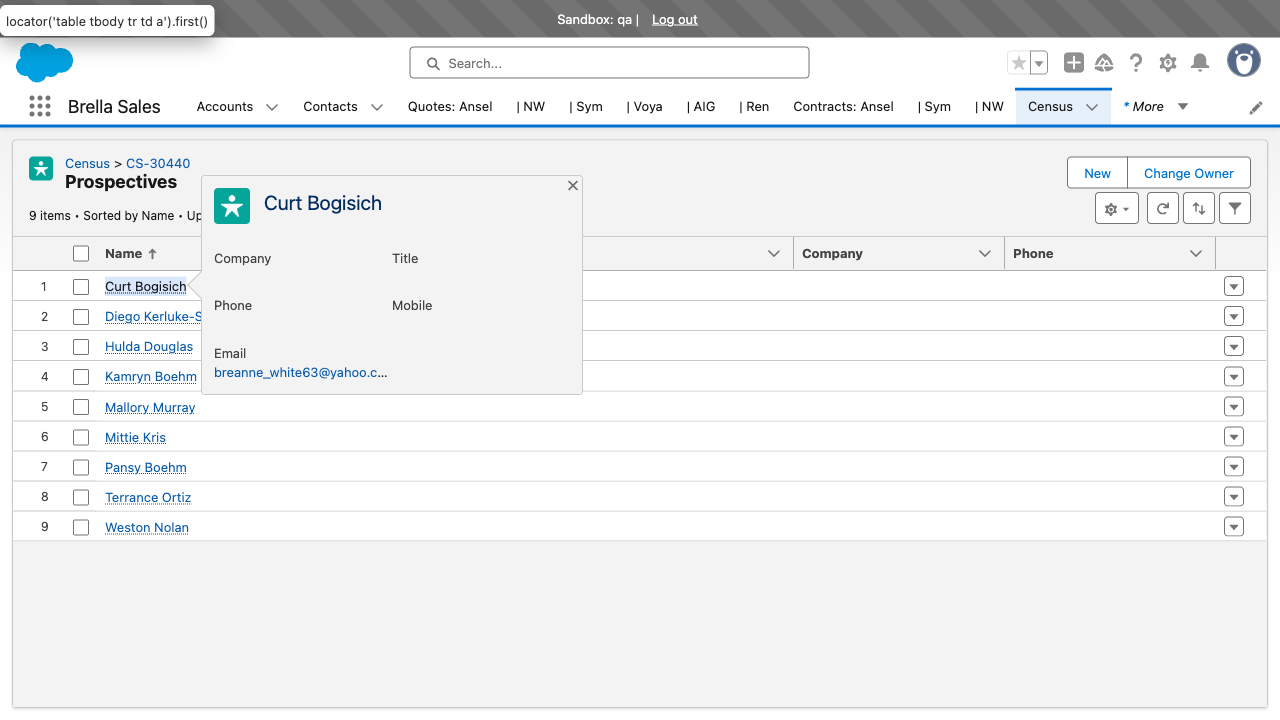 locator('table tbody tr td a').first()
Sandbox: qa | Log out
Search...
Brella Sales
Accounts
Contacts
Quotes: Ansel
| NW
| Sym
| Voya
| AIG
| Ren
Contracts: Ansel
| Sym
| NW
Census
* More
Census > CS-30440
Prospectives
New
Change Owner
9 items • Sorted by Name • Up
Name
Company
Phone
1 Curt Bogisich
2 Diego Kerluke-S
3 Hulda Douglas
4 Kamryn Boehm
5 Mallory Murray
6 Mittie Kris
7 Pansy Boehm
8 Terrance Ortiz
9 Weston Nolan
Curt Bogisich
Company
Title
Phone
Mobile
Email
breanne_white63@yahoo.c...